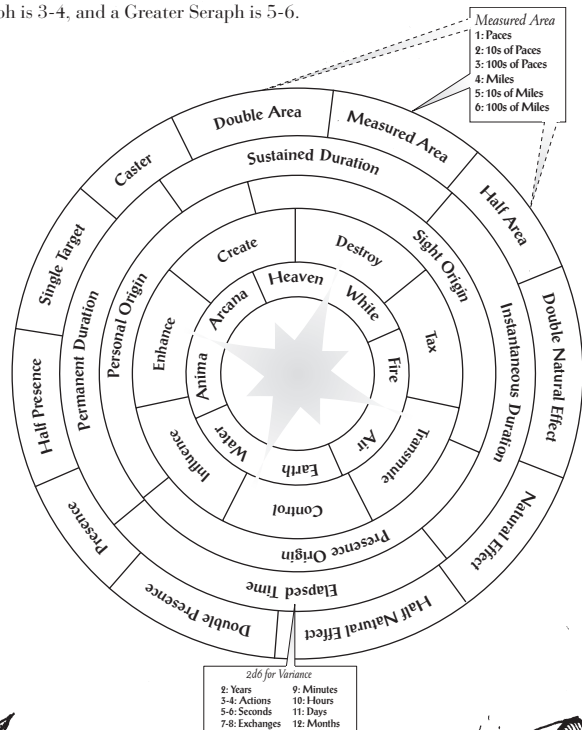 ph is 3-4, and a Greater Seraph is 5-6.
Measured Area
1: Paces
2: 10s of Paces
3: 100s of Paces
4: Miles
5: 10s of Miles
6: 100s of Miles
Double Area
Measured Area
Half Area
Double Natural Effect
Natural Effect
Half Natural Effect
Double Presence
Presence
Half Presence
Single Target
Caster
Sustained Duration
Instantaneous Duration
Elapsed Time
Permanent Duration
Sight Origin
Presence Origin
Personal Origin
Create
Destroy
Tax
Transmute
Control
Influence
Enhance
Heaven
White
Fire
Air
Earth
Water
Anima
Arcana
2d6 for Variance
2: Years
3-4: Actions
5-6: Seconds
7-8: Exchanges
9: Minutes
10: Hours
11: Days
12: Months